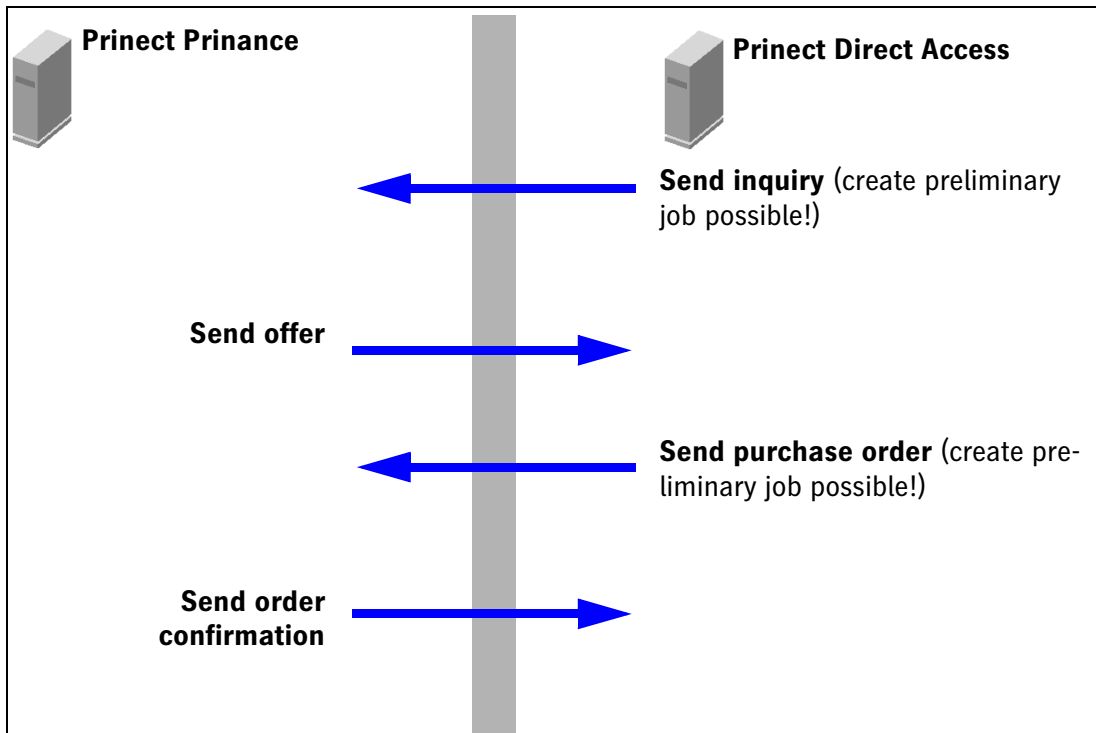 Prinect Prinance
Prinect Direct Access
Send inquiry (create preliminary
job possible!)
Send offer
Send purchase order (create pre-
liminary job possible!)
Send order
confirmation